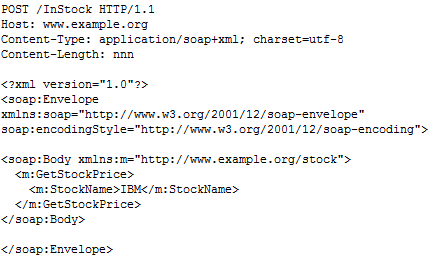 POST /InStock HTTP/1.1
Host: www.example.org
Content-Type: application/soap+xml; charset=utf-8
Content-Length: nnn

<?xml version="1.0"?>
<soap:Envelope
xmlns:soap="http://www.w3.org/2001/12/soap-envelope"
soap:encodingStyle="http://www.w3.org/2001/12/soap-encoding">

<soap:Body xmlns:m="http://www.example.org/stock">
  <m:GetStockPrice>
    <m:StockName>IBM</m:StockName>
  </m:GetStockPrice>
</soap:Body>

</soap:Envelope>